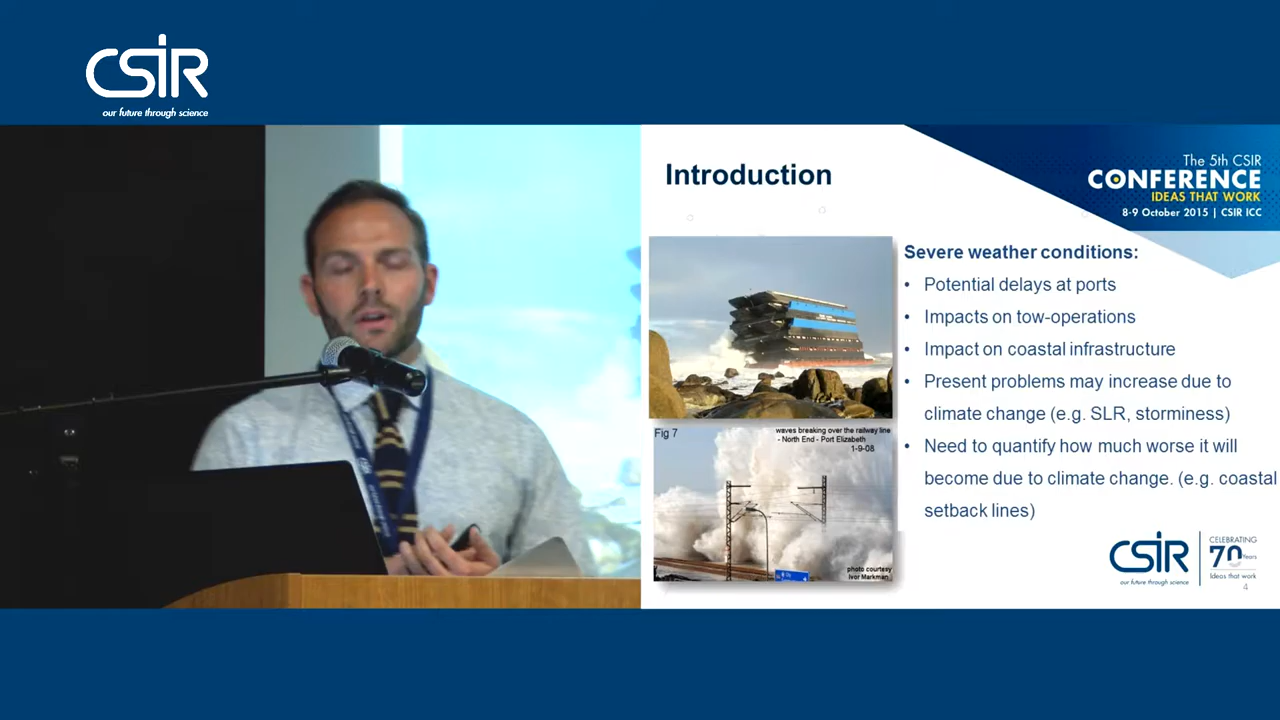 CSIR
our future through science
Introduction
The 5th CSIR
CONFERENCE
IDEAS THAT WORK
8-9 October 2015 | CSIR ICC
Severe weather conditions:
• Potential delays at ports
• Impacts on tow-operations
• Impact on coastal infrastructure
• Present problems may increase due to
climate change (e.g. SLR, storminess)
• Need to quantify how much worse it will
become due to climate change. (e.g. coastal
setback lines)
Fig 7
waves breaking over the railway line
- North End - Port Elizabeth
1-9-08
photo courtesy
Ivor Markman
CSIR
our future through science
CELEBRATING
70 Years
Ideas that work
4